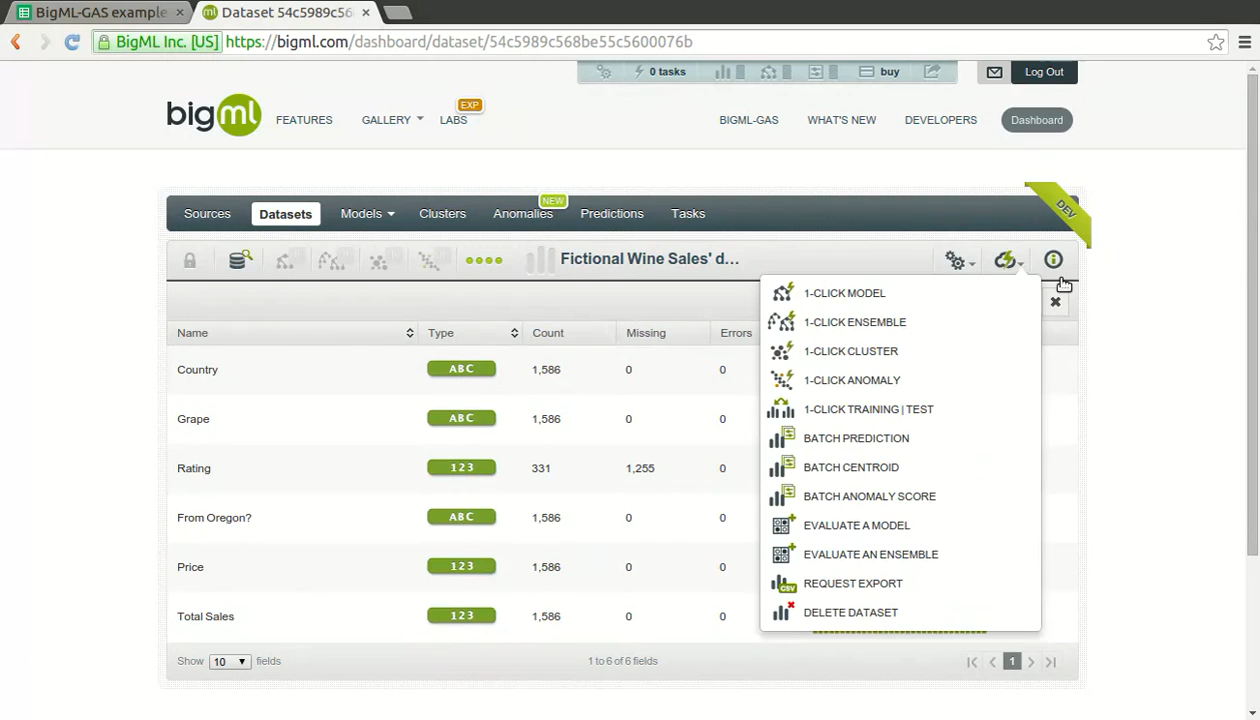 BigML-GAS example
Dataset 54c5989c56
BigML Inc. [US] https://bigml.com/dashboard/dataset/54c5989c568be55c5600076b
0 tasks
buy
Log Out
bigml
FEATURES
GALLERY
LABS
EXP
BIGML-GAS
WHAT'S NEW
DEVELOPERS
Dashboard
Sources
Datasets
Models
Clusters
Anomalies
NEW
Predictions
Tasks
DEV
Fictional Wine Sales' d...
1-CLICK MODEL
1-CLICK ENSEMBLE
1-CLICK CLUSTER
1-CLICK ANOMALY
1-CLICK TRAINING | TEST
BATCH PREDICTION
BATCH CENTROID
BATCH ANOMALY SCORE
EVALUATE A MODEL
EVALUATE AN ENSEMBLE
CSV REQUEST EXPORT
DELETE DATASET
Name Type Count Missing Errors
Country ABC 1,586 0 0
Grape ABC 1,586 0 0
Rating 123 331 1,255 0
From Oregon? ABC 1,586 0 0
Price 123 1,586 0 0
Total Sales 123 1,586 0 0
Show 10 fields
1 to 6 of 6 fields
1